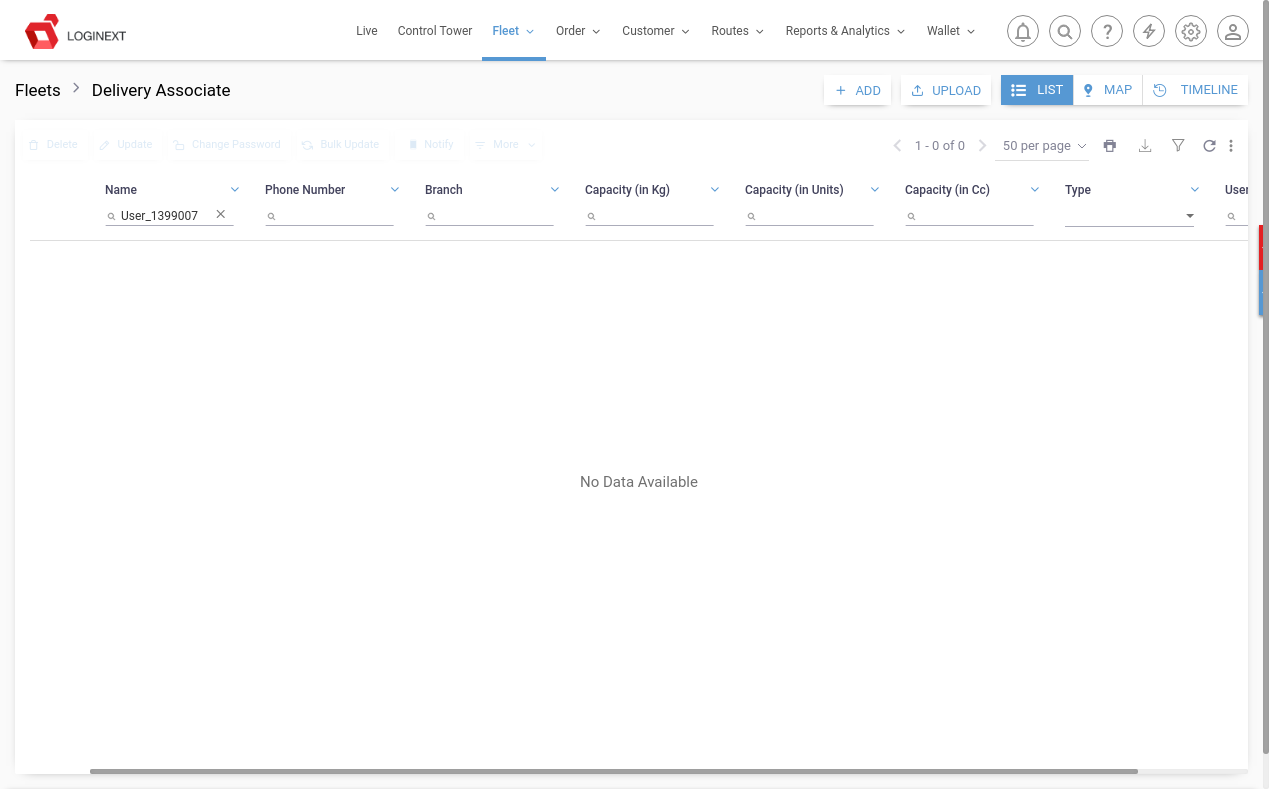 LOGINEXT
Live Control Tower Fleet Order Customer Routes Reports & Analytics Wallet
Fleets Delivery Associate
ADD UPLOAD LIST MAP TIMELINE
Delete Update Change Password Bulk Update Notify More
1 - 0 of 0 50 per page
Name Phone Number Branch Capacity (in Kg) Capacity (in Units) Capacity (in Cc) Type User
User_1399007
No Data Available